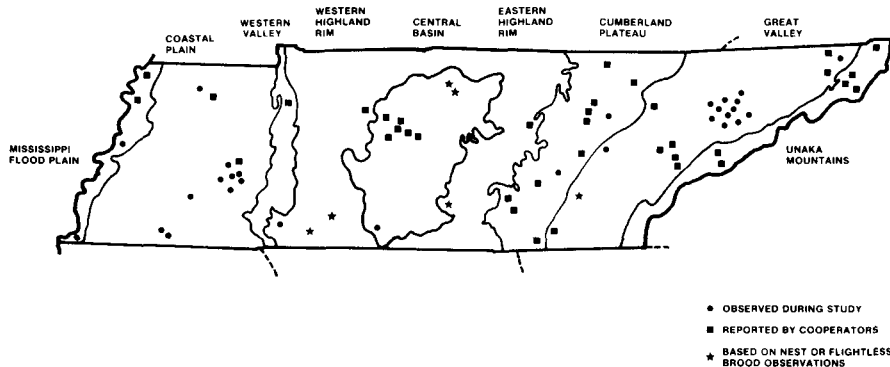 COASTAL
PLAIN
WESTERN
VALLEY
WESTERN
HIGHLAND
RIM
CENTRAL
BASIN
EASTERN
HIGHLAND
RIM
CUMBERLAND
PLATEAU
GREAT
VALLEY
MISSISSIPPI
FLOOD PLAIN
UNAKA
MOUNTAINS
OBSERVED DURING STUDY
REPORTED BY COOPERATORS
BASED ON NEST OR FLIGHTLESS
BROOD OBSERVATIONS